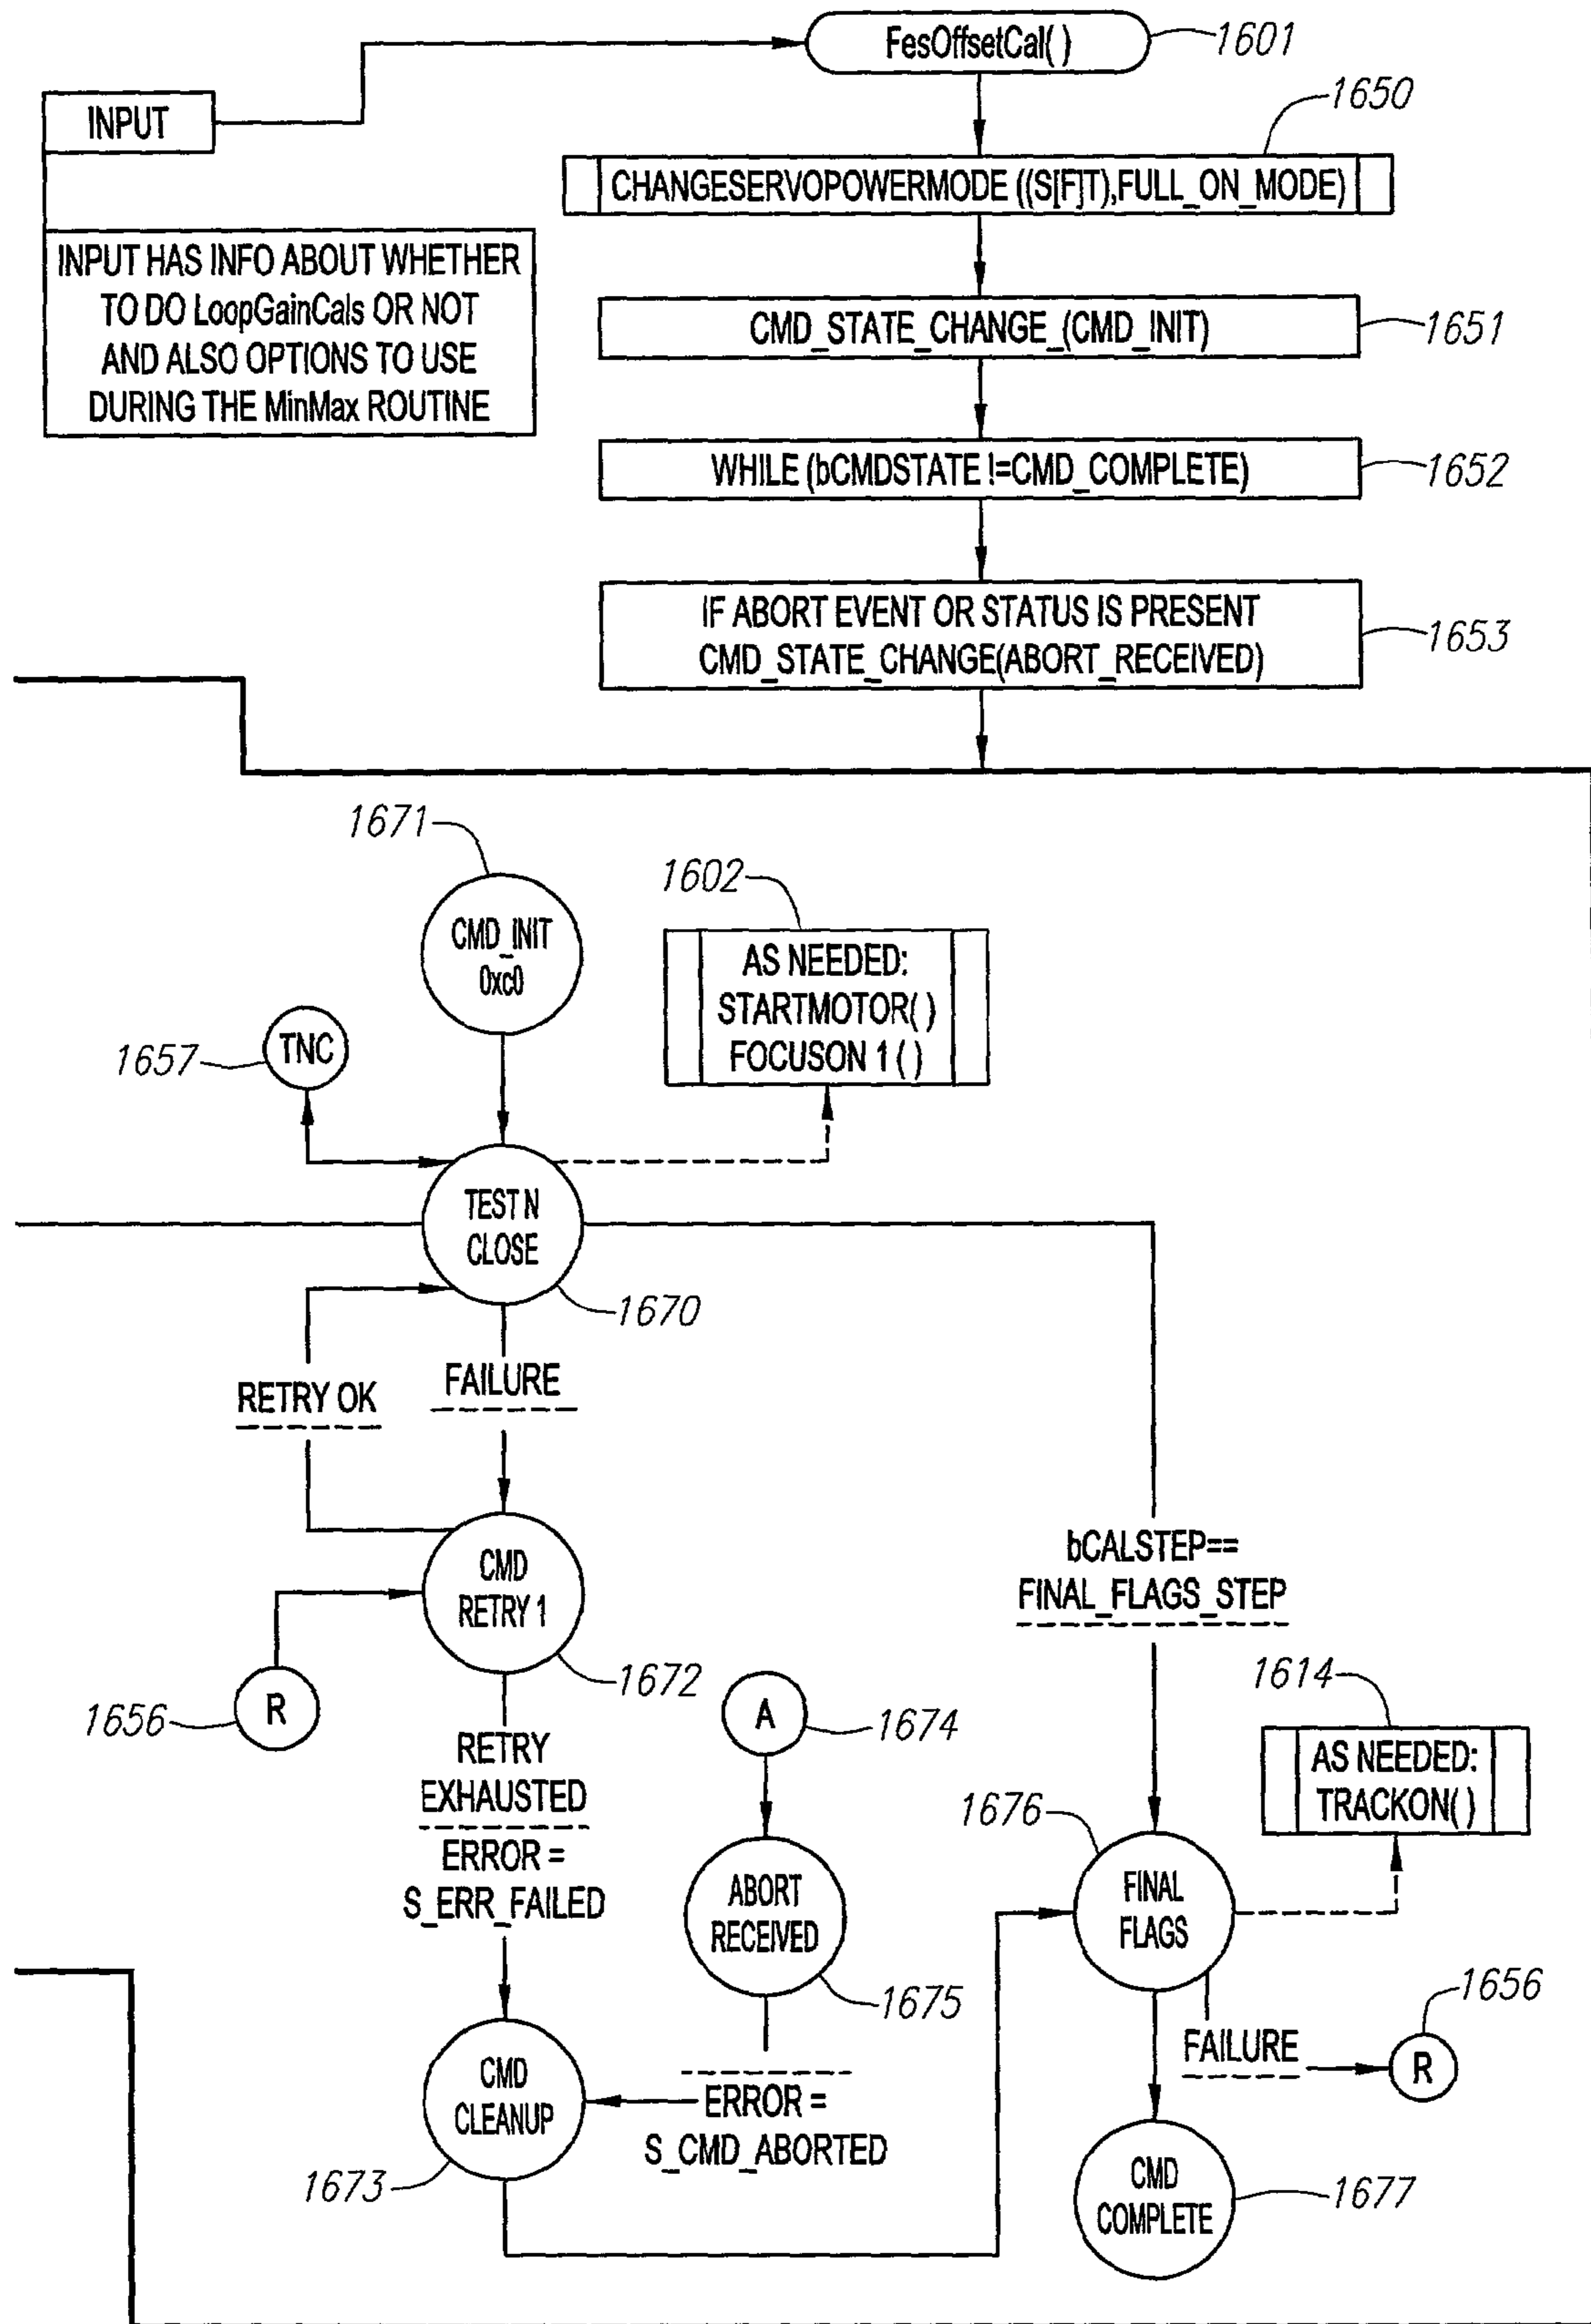 FesOffsetCal( )
1601
INPUT
1650
CHANGESERVOPOWERMODE ((S[F]T),FULL_ON_MODE)
INPUT HAS INFO ABOUT WHETHER
TO DO LoopGainCals OR NOT
AND ALSO OPTIONS TO USE
DURING THE MinMax ROUTINE
CMD_STATE_CHANGE_(CMD_INIT)
1651
WHILE (bCMDSTATE !=CMD_COMPLETE)
1652
IF ABORT EVENT OR STATUS IS PRESENT
CMD_STATE_CHANGE(ABORT_RECEIVED)
1653
1671
CMD_INIT
0xc0
1602
AS NEEDED:
STARTMOTOR( )
FOCUSON 1 ( )
1657
TNC
TEST N
CLOSE
1670
RETRY OK
FAILURE
CMD
RETRY 1
1672
bCALSTEP==
FINAL_FLAGS_STEP
1656
R
RETRY
EXHAUSTED
ERROR =
S_ERR_FAILED
A
1674
1614
AS NEEDED:
TRACKON( )
1676
ABORT
RECEIVED
1675
FINAL
FLAGS
1656
FAILURE
R
CMD
CLEANUP
1673
ERROR =
S_CMD_ABORTED
CMD
COMPLETE
1677